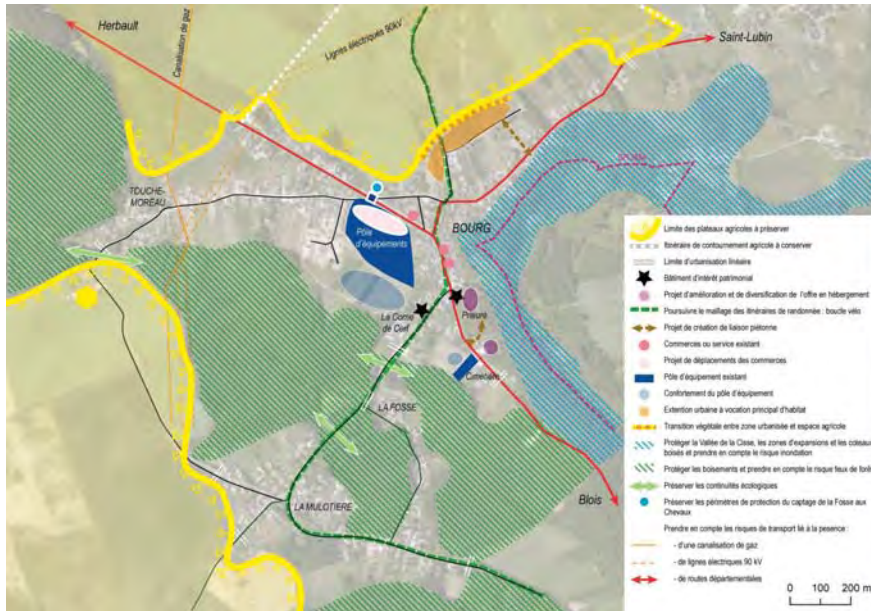 Herbault
Canalisation de gaz
Lignes électriques 90kV
Saint-Lubin
TOUCHE-
MOREAU
BOURG
Pôle
d'équipements
La Corne
de Cerf
Prieuré
Cimetière
LA FOSSE
LA MULOTIERE
Blois
Limite des plateaux agricoles à préserver
Itinéraire de contournement agricole à conserver
Limite d'urbanisation linéaire
Bâtiment d'intérêt patrimonial
Projet d'amélioration et de diversification de l'offre en hébergement
Poursuivre le maillage des itinéraires de randonnée : boucle vélo
Projet de création de liaison piétonne
Commerces ou service existant
Projet de déplacements des commerces
Pôle d'équipement existant
Confortement du pôle d'équipement
Extention urbaine à vocation principal d'habitat
Transition végétale entre zone urbanisée et espace agricole
Protéger la Vallée de la Cisse, les zones d'expansions et les coteaux
boisés et prendre en compte le risque inondation
Protéger les boisements et prendre en compte le risque feux de forêt
Préserver les continuités écologiques
Préserver les périmètres de protection du captage de la Fosse aux
Chevaux
Prendre en compte les risques de transport lié à la pesence :
- d'une canalisation de gaz
- de lignes électriques 90 kV
- de routes départementales
0 100 200 m